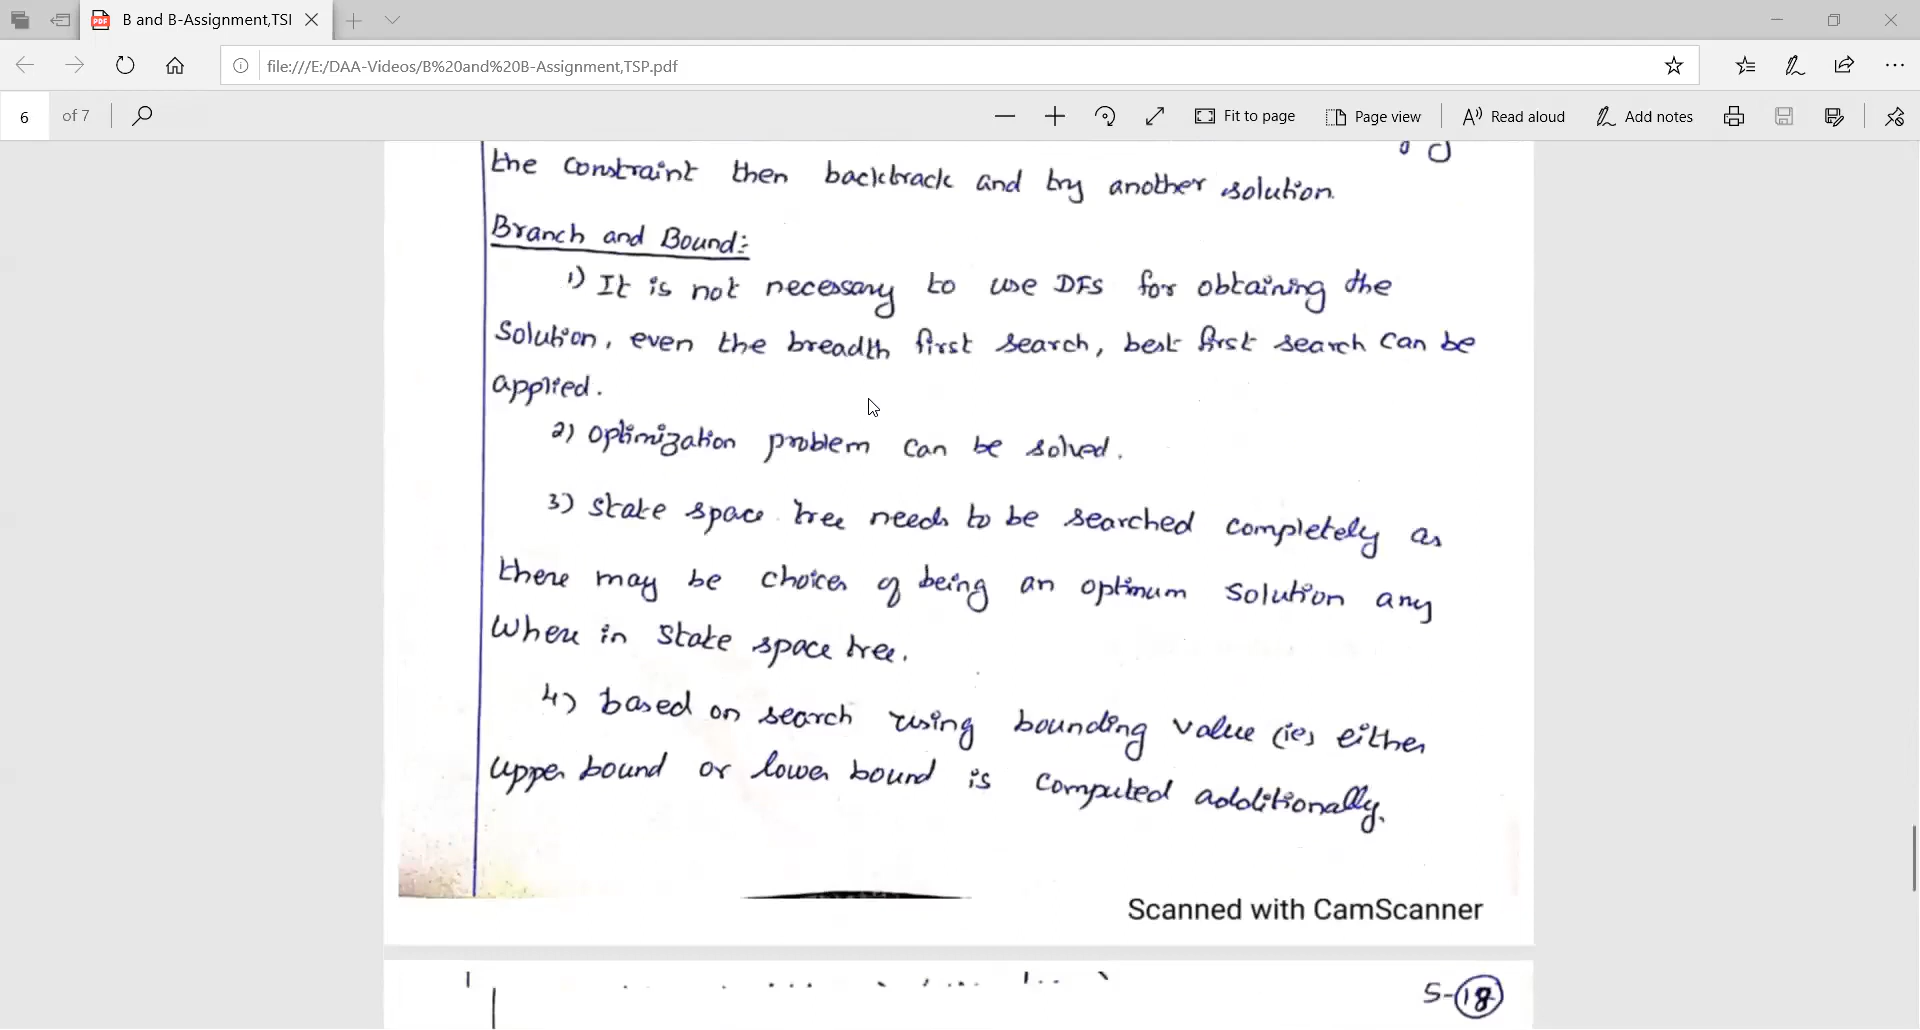 B and B-Assignment,TSI
file:///E:/DAA-Videos/B%20and%20B-Assignment,TSP.pdf
6 of 7
Fit to page
Page view
Read aloud
Add notes
the constraint then backtrack and try another solution.
Branch and Bound:-
1) It is not necessary to use DFS for obtaining the
Solution, even the breadth first search, best first search can be
applied.
2) optimization problem can be solved.
3) state space tree needs to be searched completely as
there may be choices of being an optimum solution any
where in state space tree.
4) based on search using bounding value (ie) either
upper bound or lower bound is computed additionally.
Scanned with CamScanner
5-18